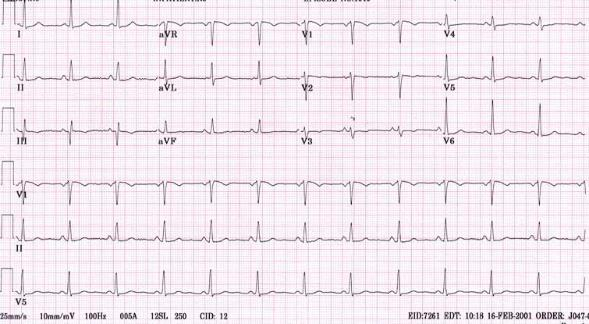 I aVR V1 V4
II aVL V2 V5
III aVF V3 V6
V1
II
V5
25mm/s 10mm/mV 100Hz 005A 12SL 250 CID: 12 EID:7261 EDT: 10:18 16-FEB-2001 ORDER: